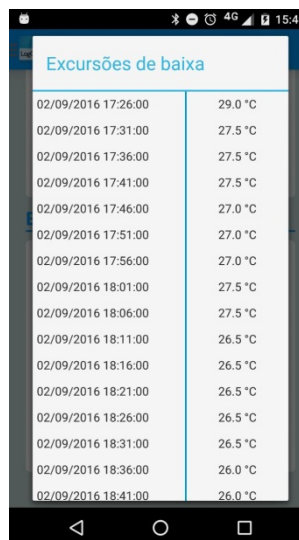 4G 15:4
Excursões de baixa
02/09/2016 17:26:00 29.0 °C
02/09/2016 17:31:00 27.5 °C
02/09/2016 17:36:00 27.5 °C
02/09/2016 17:41:00 27.5 °C
02/09/2016 17:46:00 27.0 °C
02/09/2016 17:51:00 27.0 °C
02/09/2016 17:56:00 27.0 °C
02/09/2016 18:01:00 27.5 °C
02/09/2016 18:06:00 27.5 °C
02/09/2016 18:11:00 26.5 °C
02/09/2016 18:16:00 26.5 °C
02/09/2016 18:21:00 26.5 °C
02/09/2016 18:26:00 26.5 °C
02/09/2016 18:31:00 26.5 °C
02/09/2016 18:36:00 26.0 °C
02/09/2016 18:41:00 26.0 °C